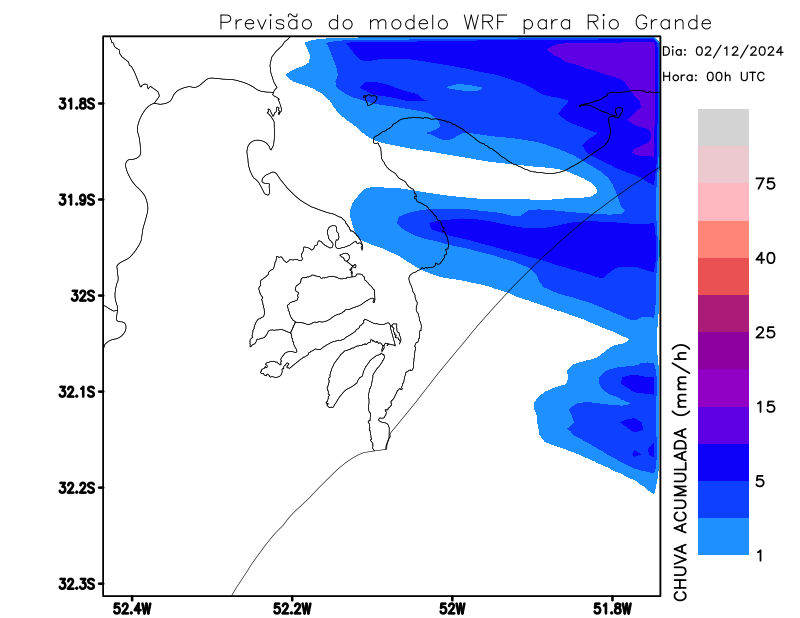 Previsão do modelo WRF para Rio Grande
Dia: 02/12/2024
Hora: 00h UTC
31.8S
31.9S
32S
32.1S
32.2S
32.3S
52.4W
52.2W
52W
51.8W
75
40
25
15
5
1
CHUVA ACUMULADA (mm/h)